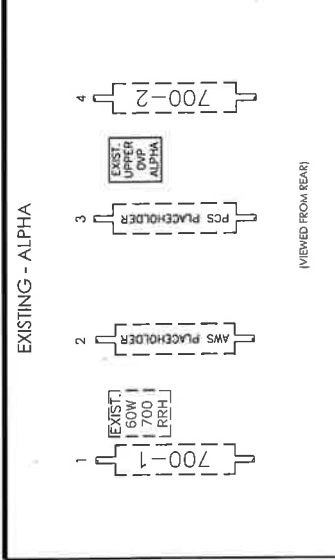 EXISTING - ALPHA
1
2
3
4
700-1
EXIST.
60W
700
RRH
AWS PLACEHOLDER
PCS PLACEHOLDER
EXIST.
UPPER
OVP
ALPHA
700-2
(VIEWED FROM REAR)